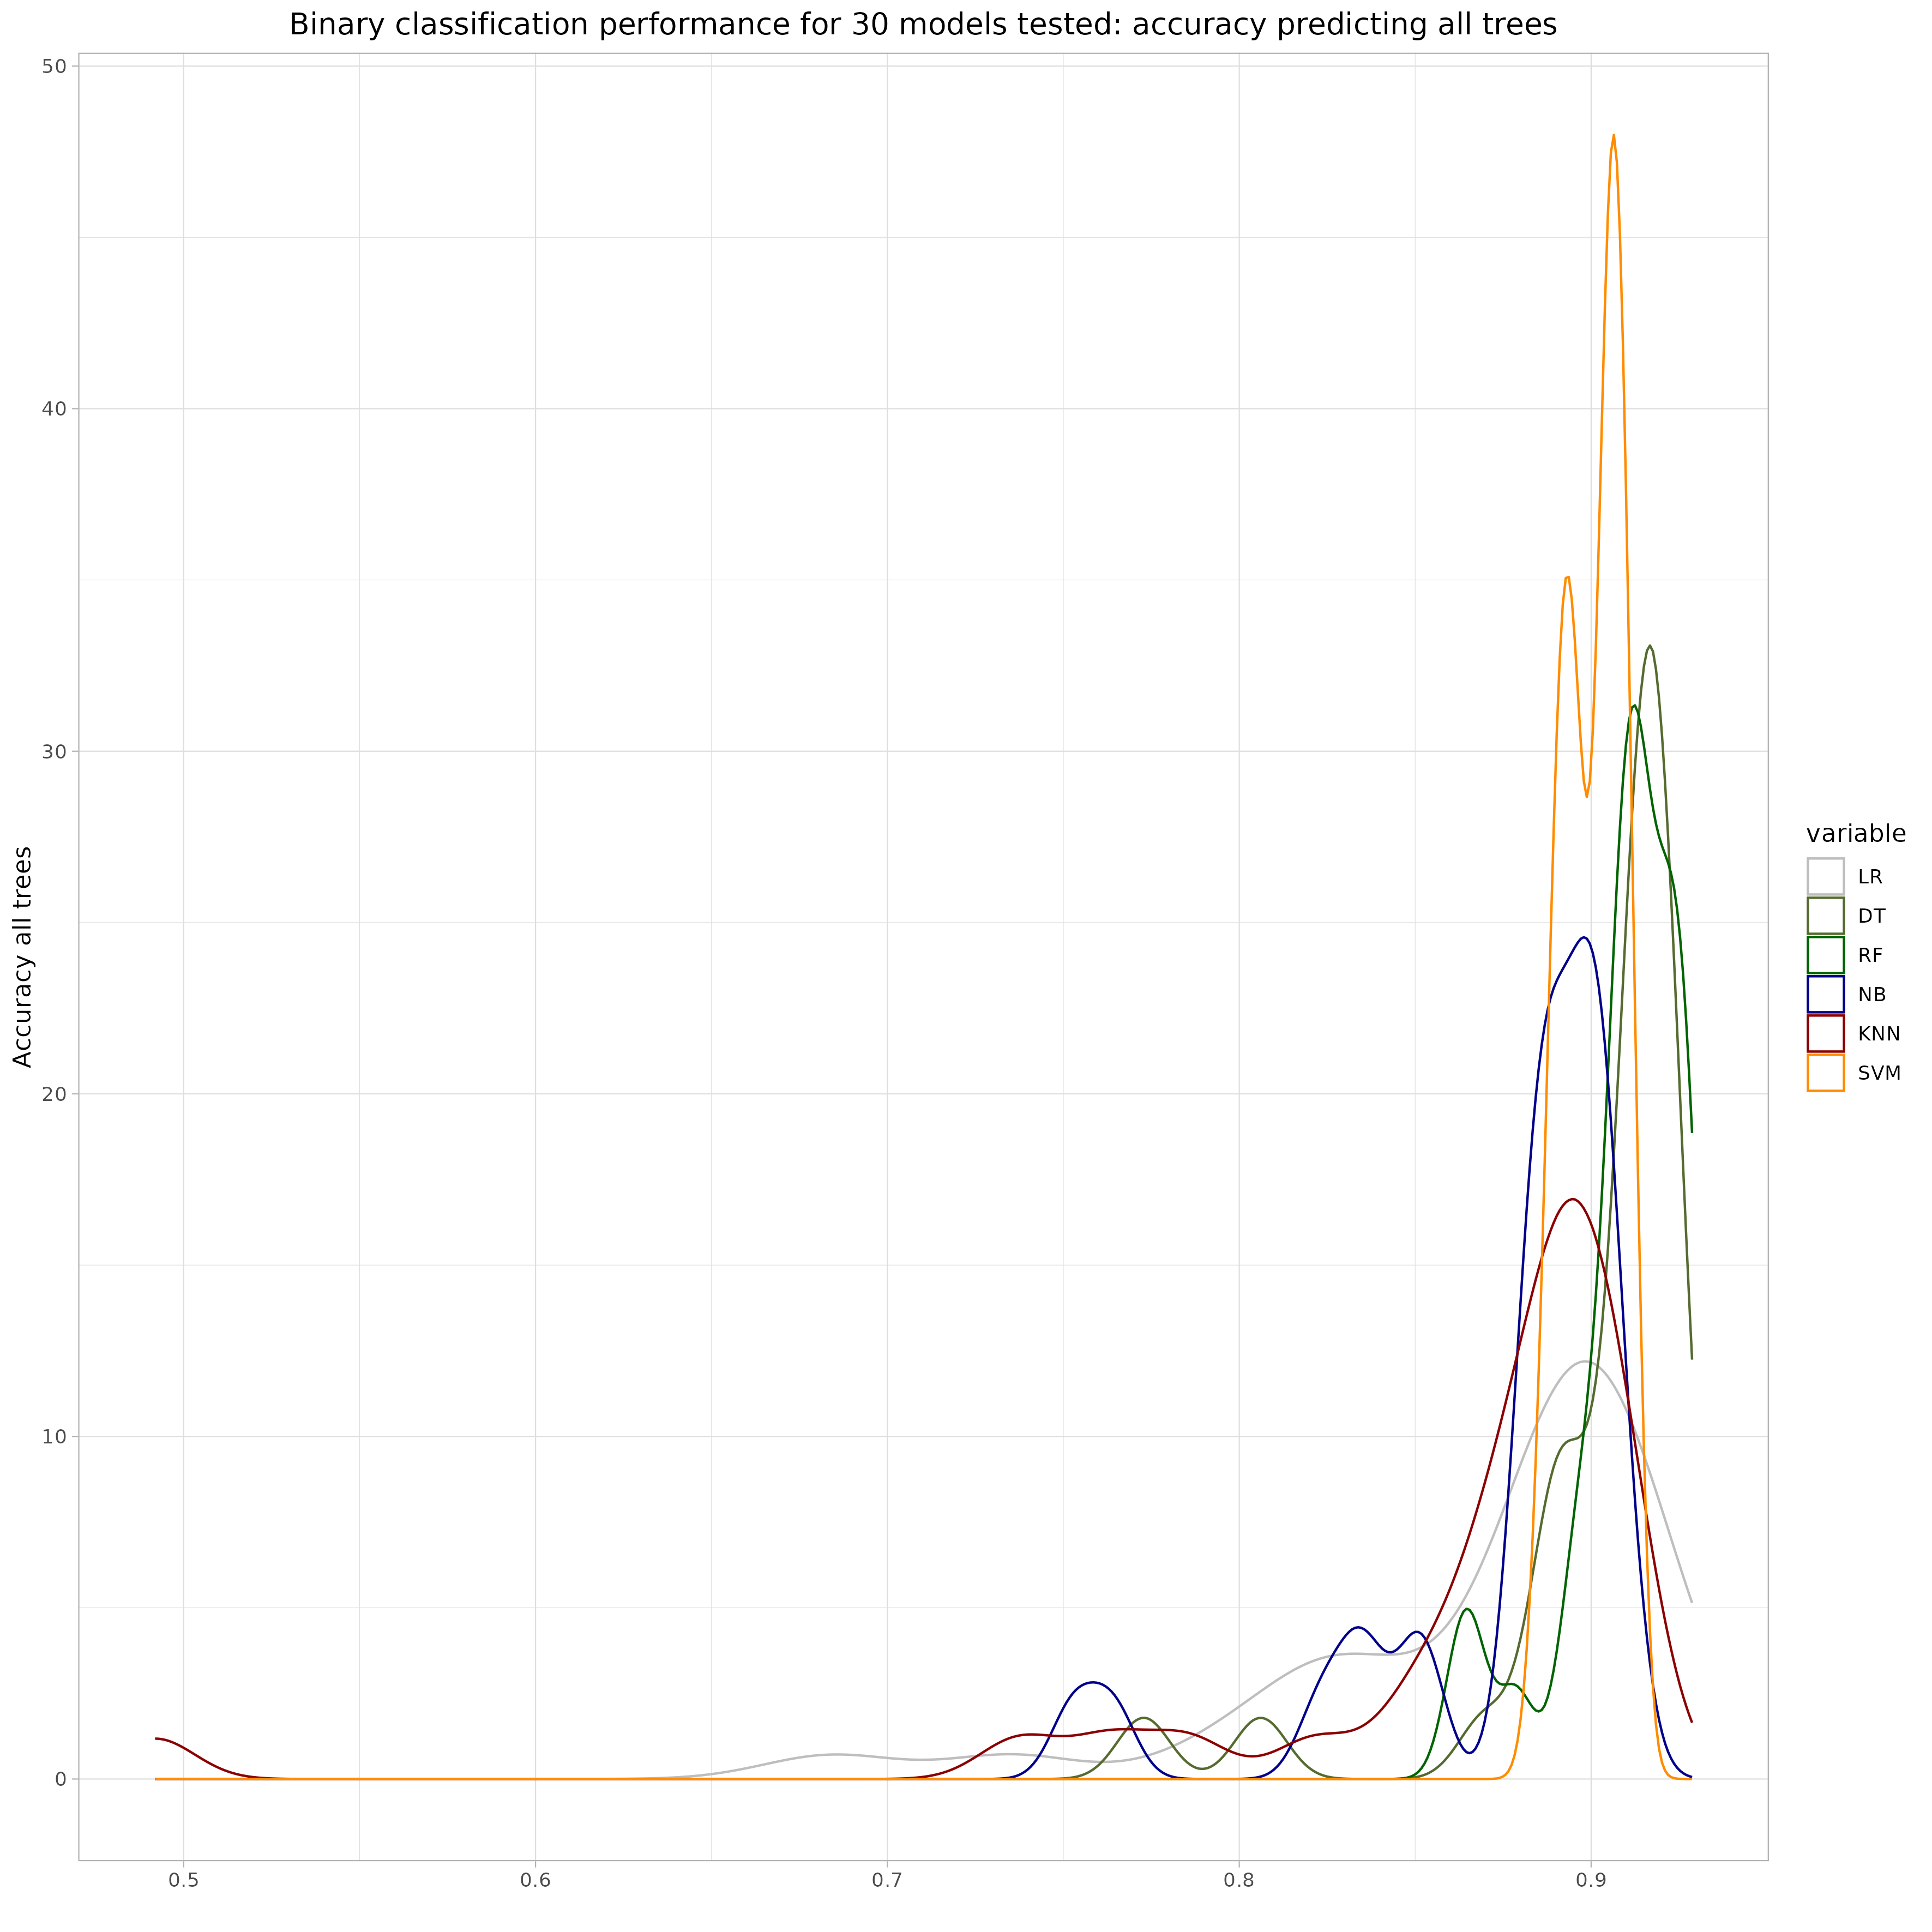 Binary classification performance for 30 models tested: accuracy predicting all trees
50
40
30
20
10
0
Accuracy all trees
0.5
0.6
0.7
0.8
0.9
variable
LR
DT
RF
NB
KNN
SVM